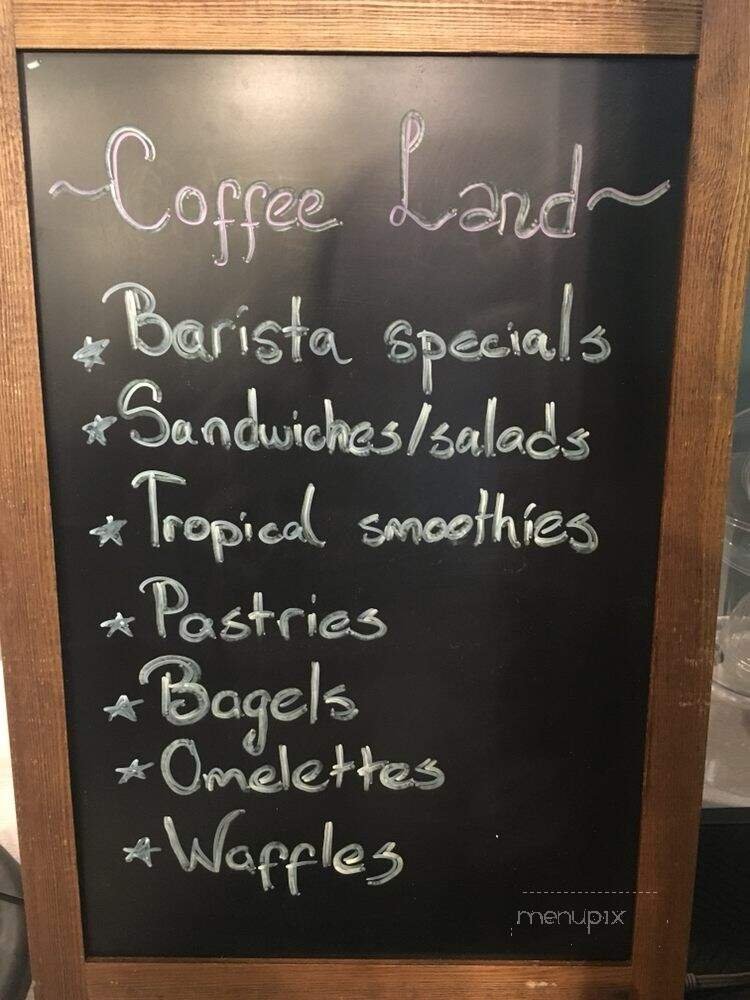 ~Coffee Land~
☆ Barista specials
☆ Sandwiches/salads
☆ Tropical smoothies
☆ Pastries
☆ Bagels
☆ Omelettes
☆ Waffles
menupix